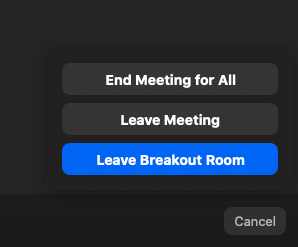 End Meeting for All
Leave Meeting
Leave Breakout Room
Cancel